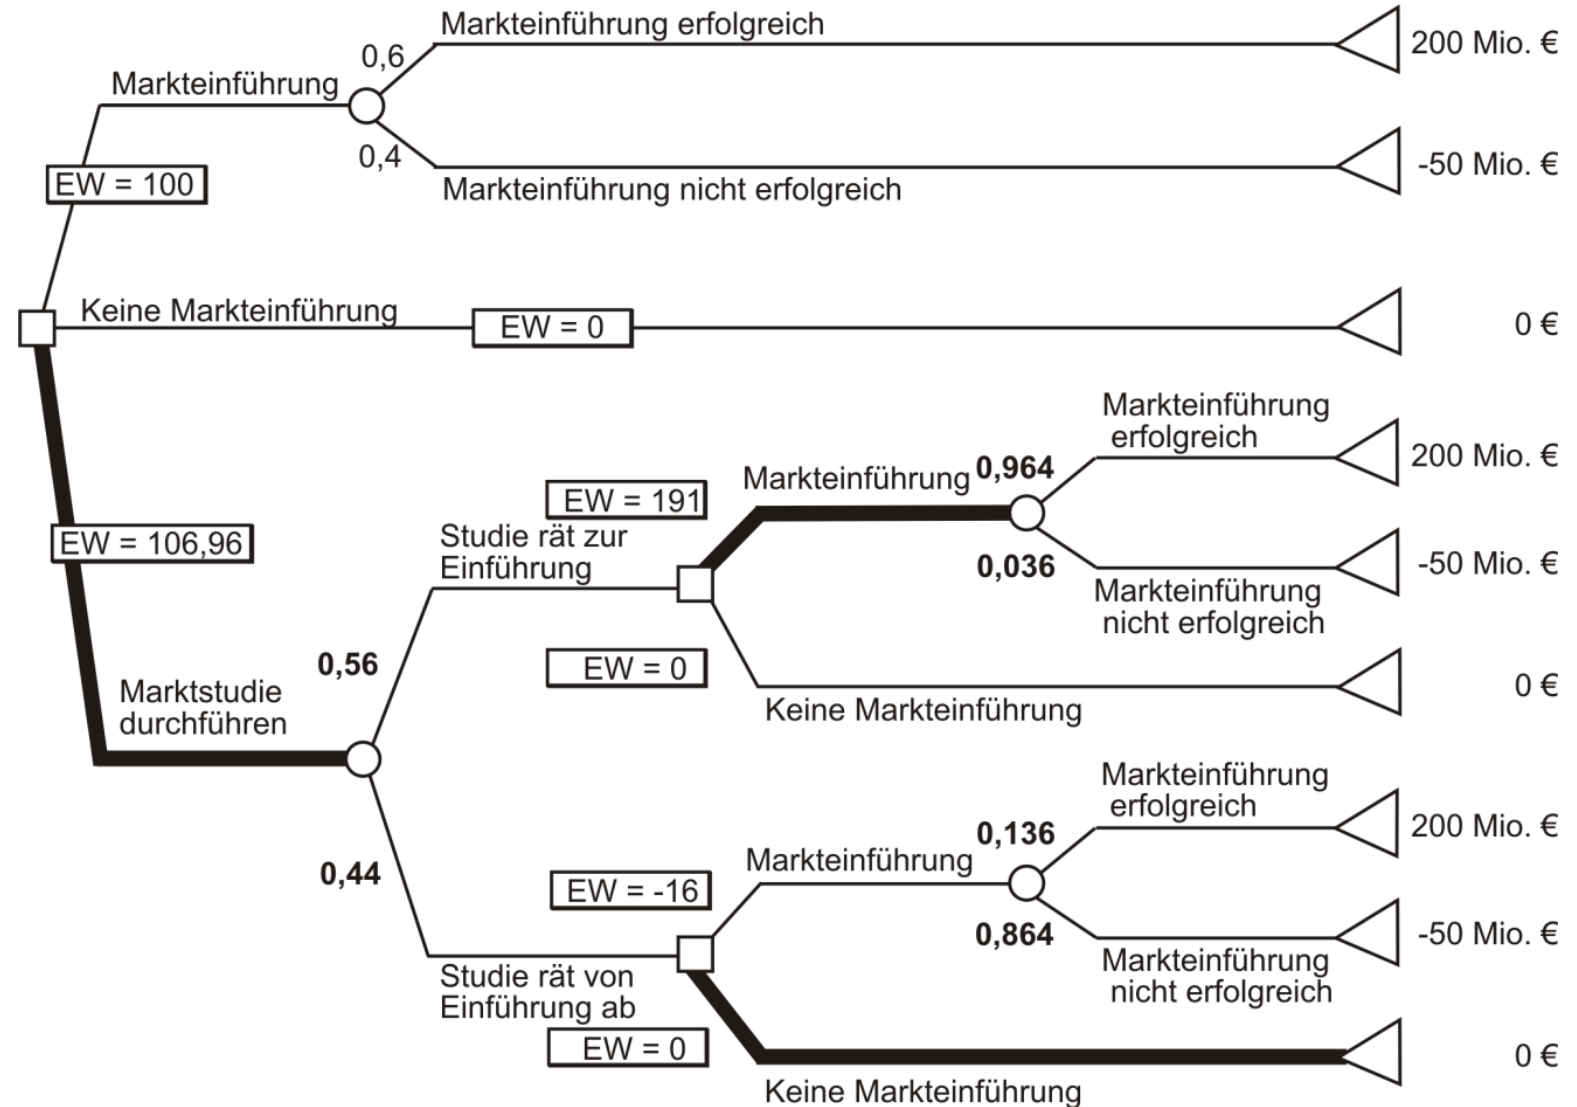 Markteinführung erfolgreich
0,6
200 Mio. €
Markteinführung
0,4
-50 Mio. €
EW = 100
Markteinführung nicht erfolgreich
Keine Markteinführung
EW = 0
0 €
Markteinführung
erfolgreich
0,964
200 Mio. €
Markteinführung
EW = 191
EW = 106,96
Studie rät zur
Einführung
0,036
-50 Mio. €
Markteinführung
nicht erfolgreich
0,56
EW = 0
0 €
Marktstudie
durchführen
Keine Markteinführung
Markteinführung
erfolgreich
0,136
200 Mio. €
Markteinführung
0,44
EW = -16
0,864
-50 Mio. €
Markteinführung
nicht erfolgreich
Studie rät von
Einführung ab
EW = 0
0 €
Keine Markteinführung